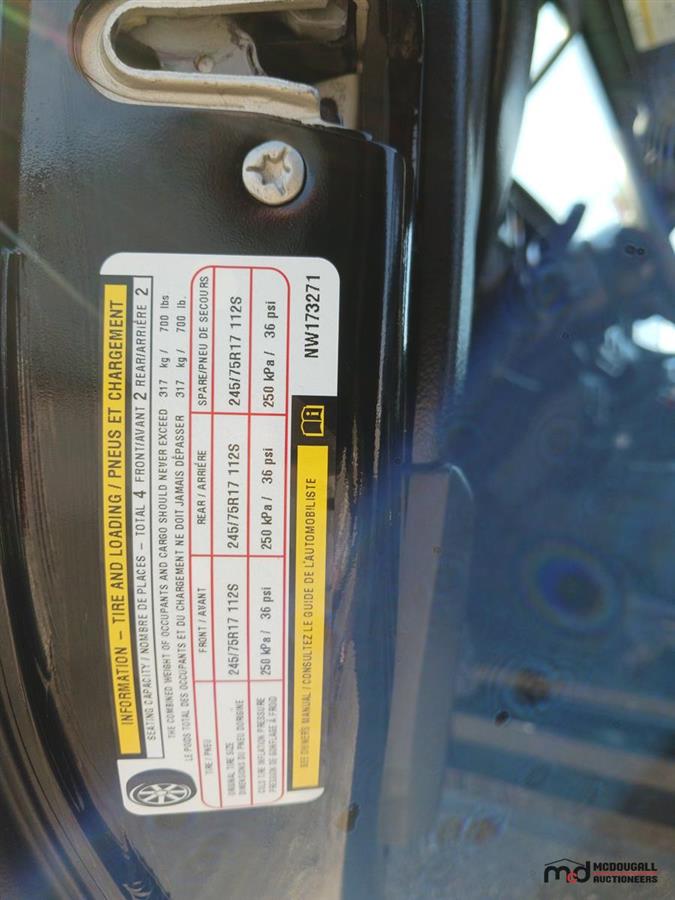 INFORMATION – TIRE AND LOADING / PNEUS ET CHARGEMENT
SEATING CAPACITY / NOMBRE DE PLACES – TOTAL 4 FRONT/AVANT 2 REAR/ARRIÈRE 2
THE COMBINED WEIGHT OF OCCUPANTS AND CARGO SHOULD NEVER EXCEED 317 kg / 700 lbs
LE POIDS TOTAL DES OCCUPANTS ET DU CHARGEMENT NE DOIT JAMAIS DÉPASSER 317 kg / 700 lb.
TIRE / PNEU FRONT / AVANT REAR / ARRIÈRE SPARE/PNEU DE SECOURS
ORIGINAL TIRE SIZE
DIMENSIONS DU PNEU D'ORIGINE
245/75R17 112S 245/75R17 112S 245/75R17 112S
COLD TIRE INFLATION PRESSURE
PRESSION DE GONFLAGE À FROID
250 kPa / 36 psi 250 kPa / 36 psi 250 kPa / 36 psi
SEE OWNER'S MANUAL / CONSULTEZ LE GUIDE DE L'AUTOMOBILISTE
NW173271
mcd MCDOUGALL
AUCTIONEERS